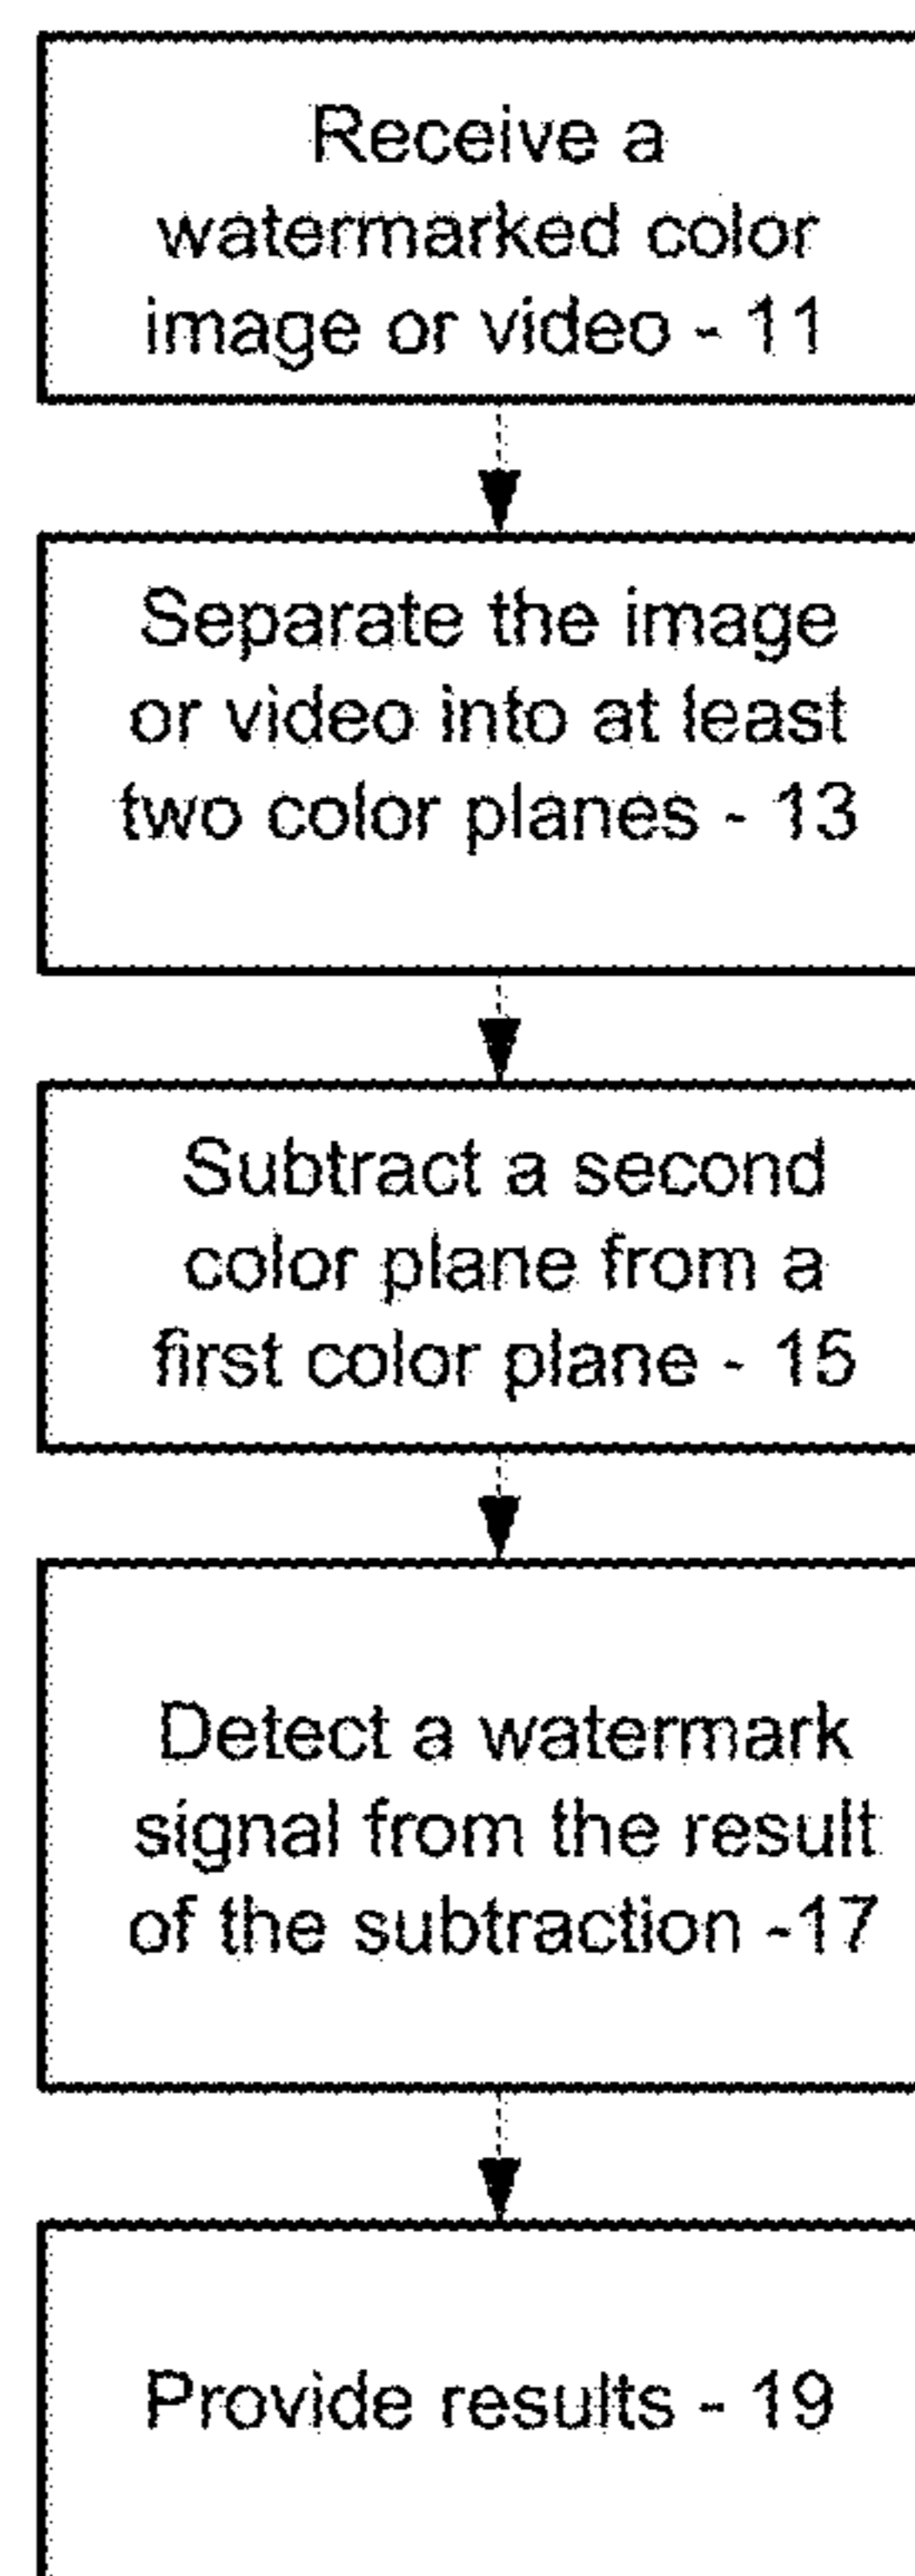 Receive a
watermarked color
image or video - 11
Separate the image
or video into at least
two color planes - 13
Subtract a second
color plane from a
first color plane - 15
Detect a watermark
signal from the result
of the subtraction -17
Provide results - 19